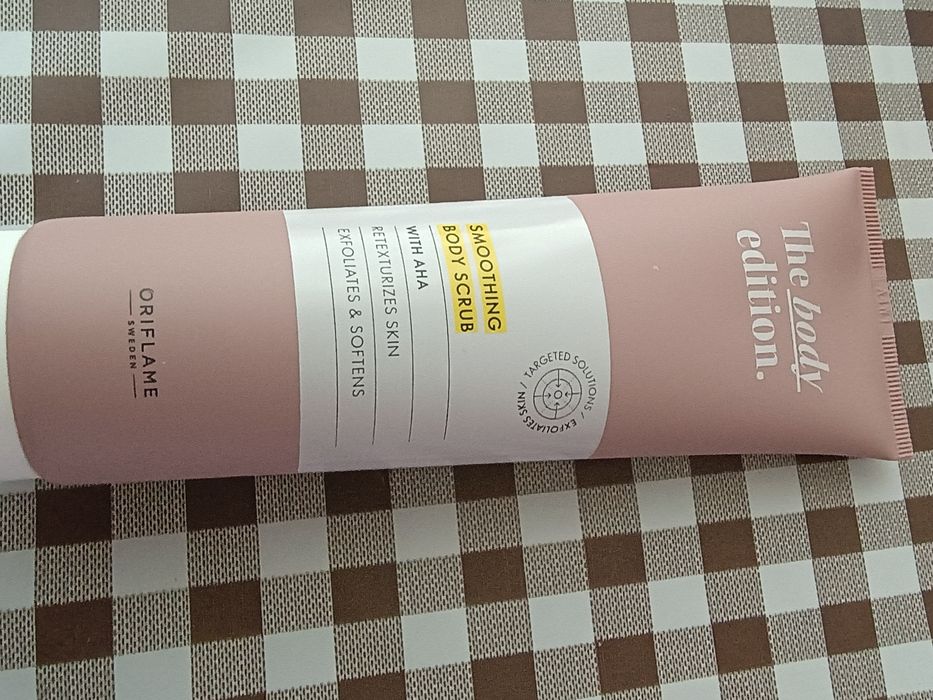 The body
edition.
SMOOTHING
BODY SCRUB
WITH AHA
RETEXTURIZES SKIN
EXFOLIATES & SOFTENS
TARGETED SOLUTIONS / EXFOLIATES SKIN /
ORIFLAME
SWEDEN